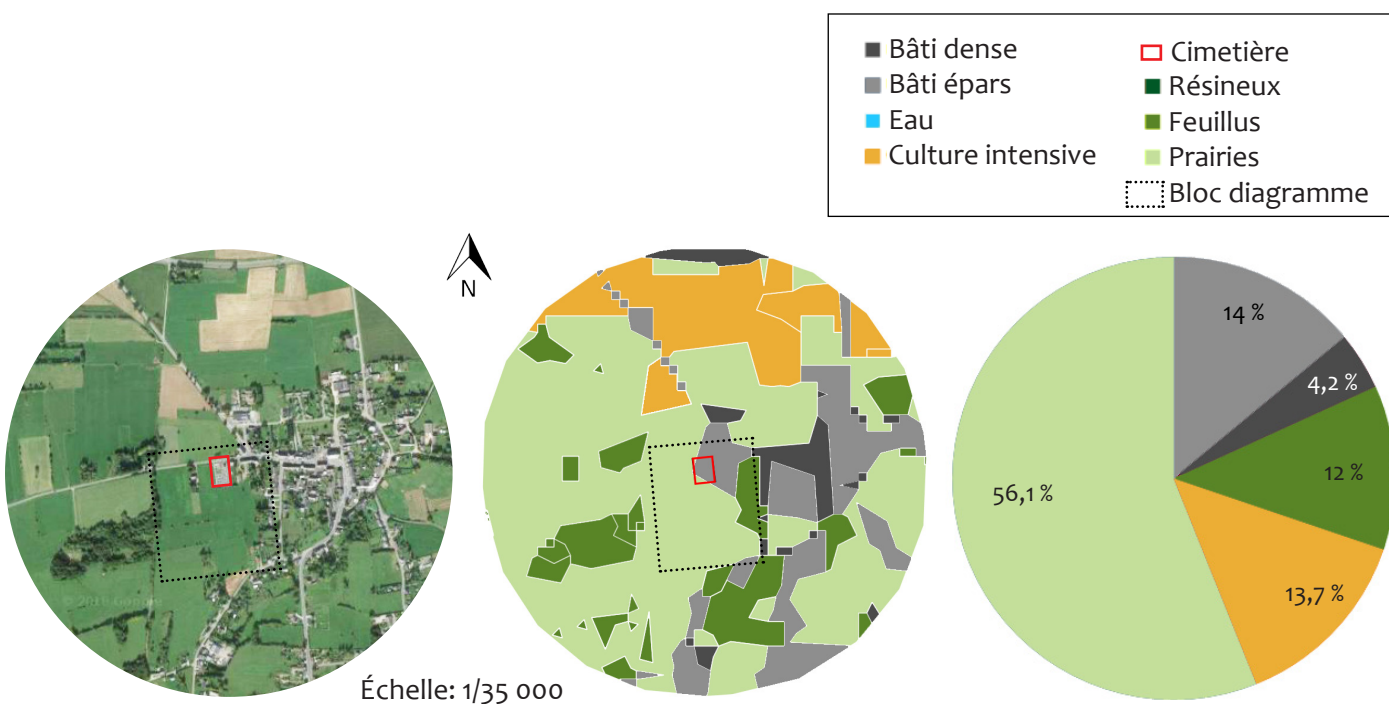 Bâti dense
Bâti épars
Eau
Culture intensive
Cimetière
Résineux
Feuillus
Prairies
Bloc diagramme
N
14 %
4,2 %
12 %
13,7 %
56,1 %
Échelle: 1/35 000